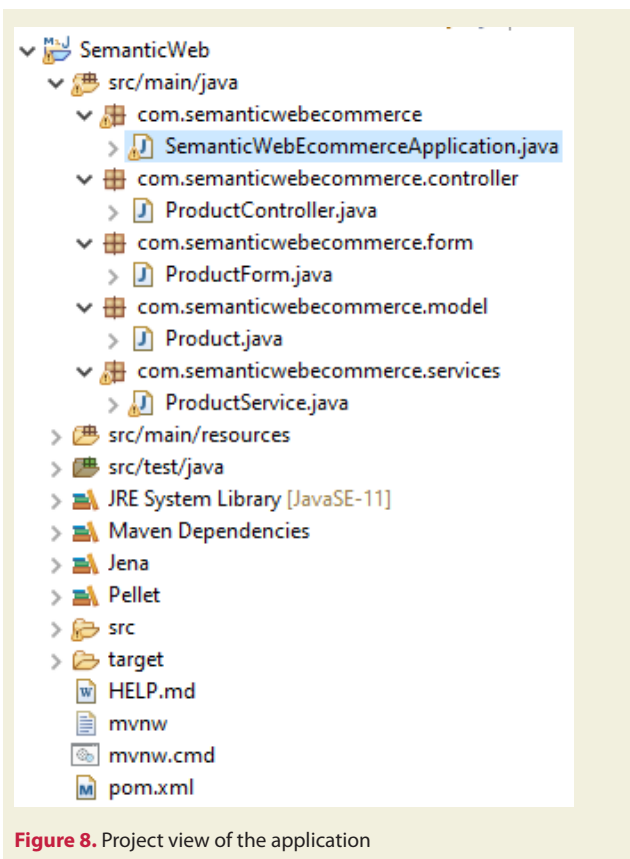 SemanticWeb
src/main/java
com.semanticwebecommerce
SemanticWebEcommerceApplication.java
com.semanticwebecommerce.controller
ProductController.java
com.semanticwebecommerce.form
ProductForm.java
com.semanticwebecommerce.model
Product.java
com.semanticwebecommerce.services
ProductService.java
src/main/resources
src/test/java
JRE System Library [JavaSE-11]
Maven Dependencies
Jena
Pellet
src
target
HELP.md
mvnw
mvnw.cmd
pom.xml
Figure 8. Project view of the application